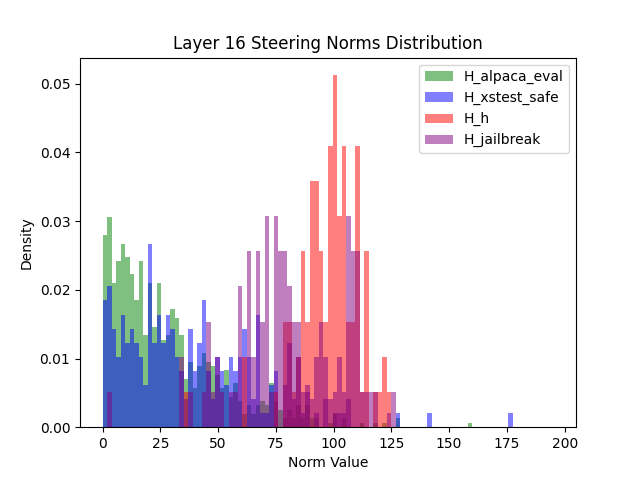 Layer 16 Steering Norms Distribution
H_alpaca_eval
H_xstest_safe
H_h
H_jailbreak
Density
0.05
0.04
0.03
0.02
0.01
0.00
0 25 50 75 100 125 150 175 200
Norm Value